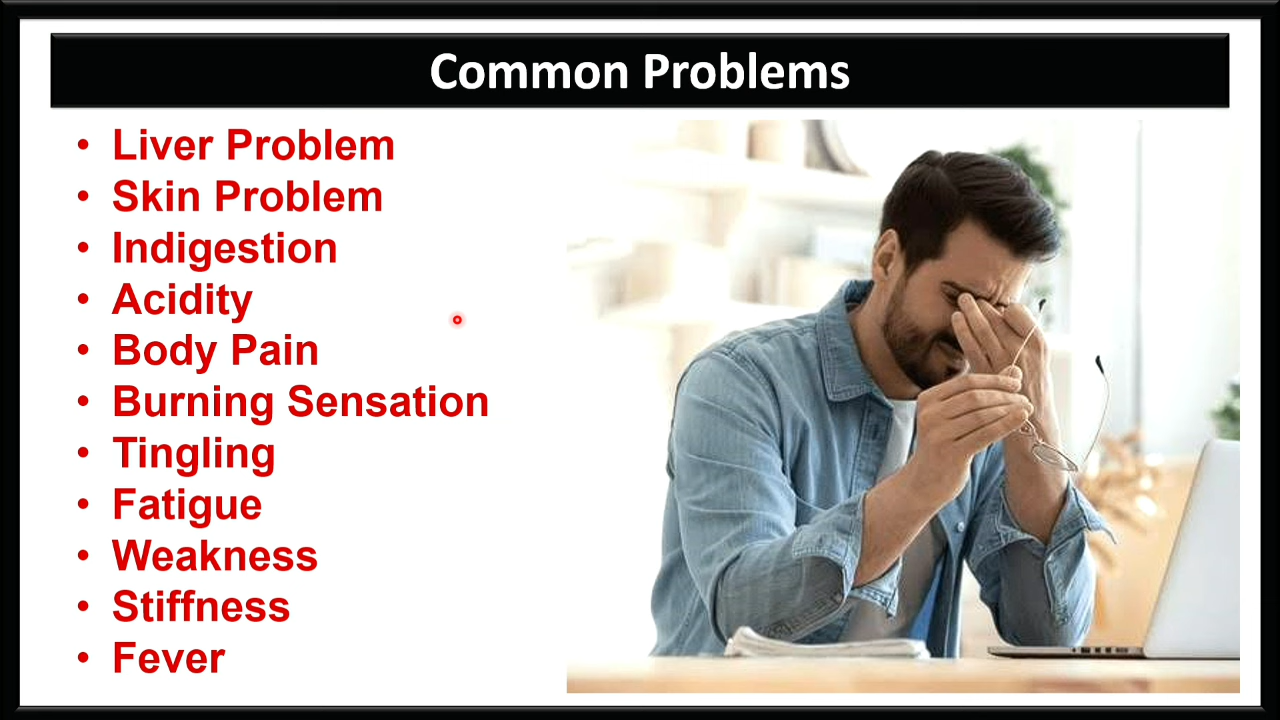 Common Problems
• Liver Problem
• Skin Problem
• Indigestion
• Acidity
• Body Pain
• Burning Sensation
• Tingling
• Fatigue
• Weakness
• Stiffness
• Fever